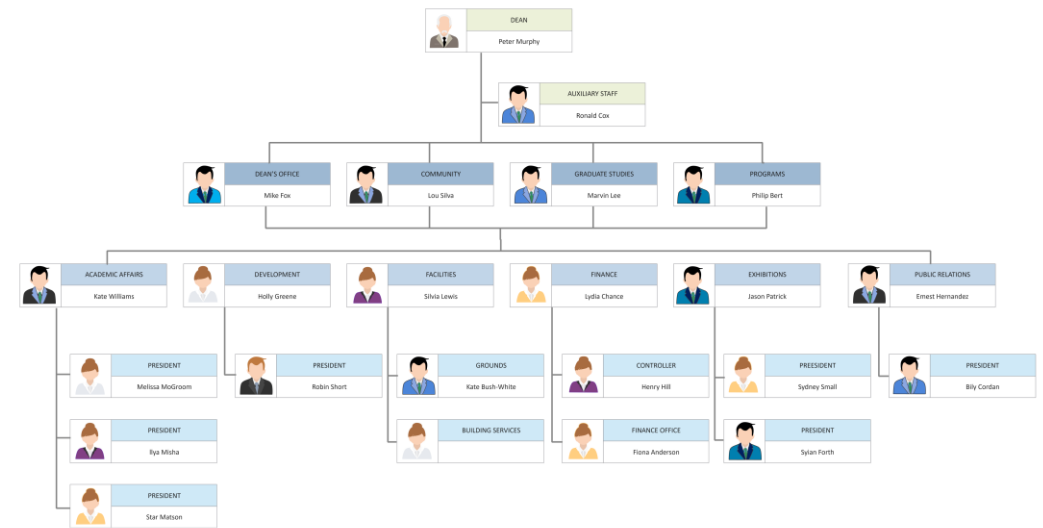 DEAN
Peter Murphy
AUXILIARY STAFF
Ronald Cox
DEAN'S OFFICE
Mike Fox
COMMUNITY
Lou Silva
GRADUATE STUDIES
Marvin Lee
PROGRAMS
Philip Bert
ACADEMIC AFFAIRS
Kate Williams
DEVELOPMENT
Holly Greene
FACILITIES
Silvia Lewis
FINANCE
Lydia Chance
EXHIBITIONS
Jason Patrick
PUBLIC RELATIONS
Ernest Hernandez
PRESIDENT
Melissa MoGroom
PRESIDENT
Robin Short
GROUNDS
Kate Bush-White
CONTROLLER
Henry Hill
PREESIDENT
Sydney Small
PRESIDENT
Bily Cordan
PRESIDENT
Ilya Misha
BUILDING SERVICES
FINANCE OFFICE
Fiona Anderson
PRESIDENT
Syian Forth
PRESIDENT
Star Matson